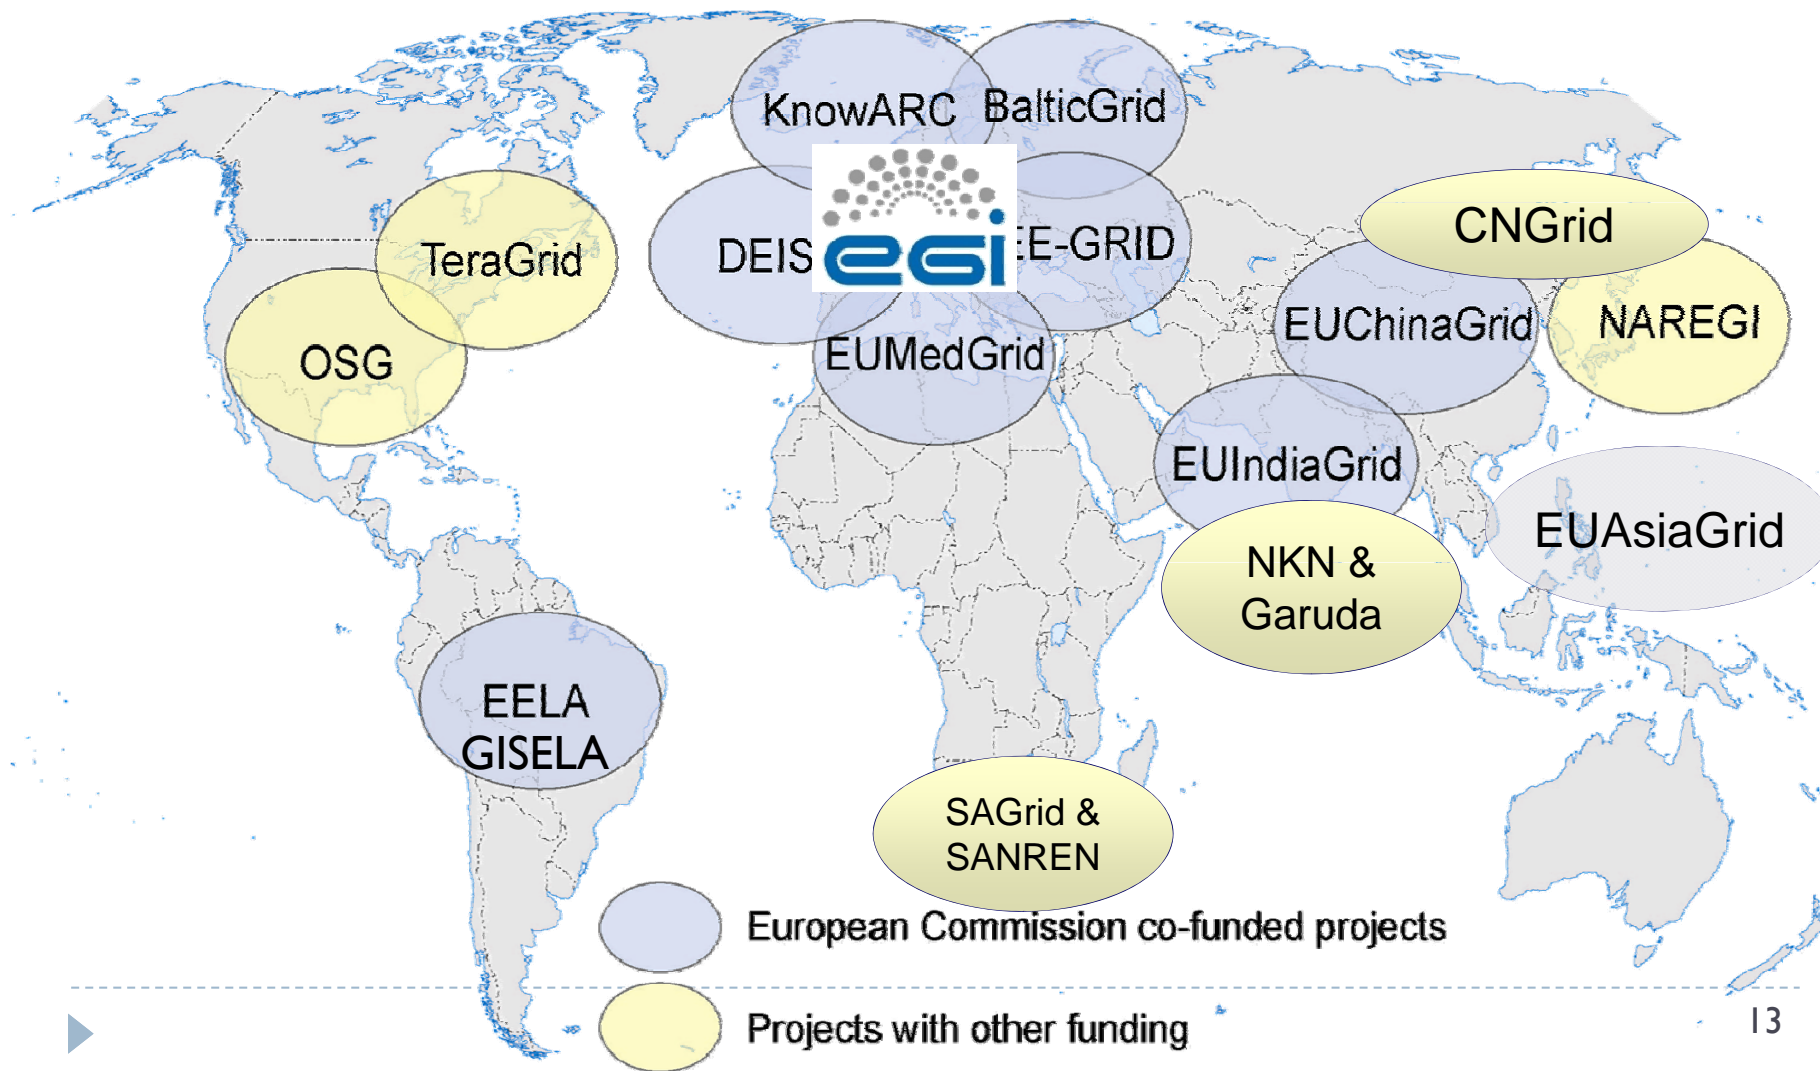 KnowARC
BalticGrid
TeraGrid
DEIS
egi
EE-GRID
CNGrid
OSG
EUMedGrid
EUChinaGrid
NAREGI
EUIndiaGrid
EUAsiaGrid
NKN &
Garuda
EELA
GISELA
SAGrid &
SANREN
European Commission co-funded projects
Projects with other funding
13